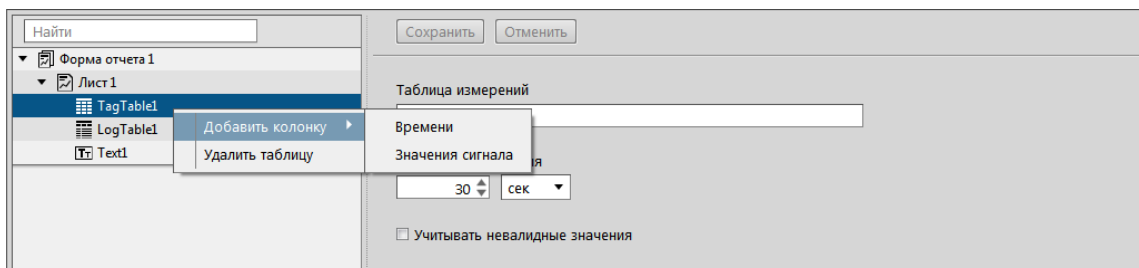 Найти
Сохранить Отменить
Форма отчета 1
Лист 1
Таблица измерений
TagTable1
LogTable1
Добавить колонку
Времени
Text1
Удалить таблицу
Значения сигнала
я
30 сек
Учитывать невалидные значения